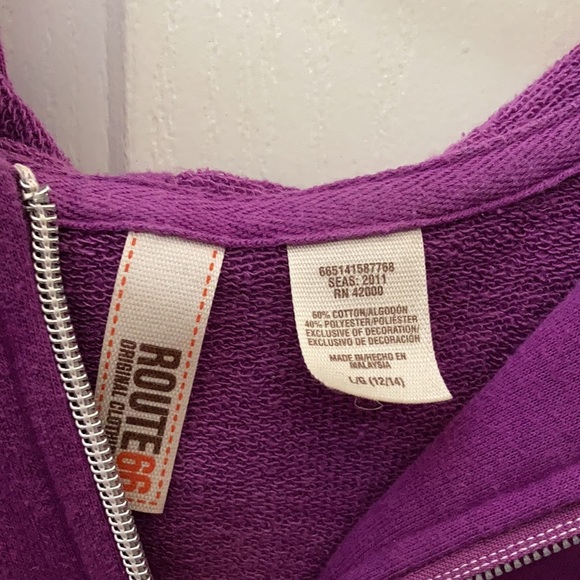 ROUTE 66
ORIGINAL CLOTH
665141587768
SEAS: 2011
RN 42000
60% COTTON/ALGODÓN
40% POLYESTER/POLIÉSTER
EXCLUSIVE OF DECORATION/
EXCLUSIVO DE DECORACIÓN
MADE IN/HECHO EN
MALAYSIA
L/G (12/14)